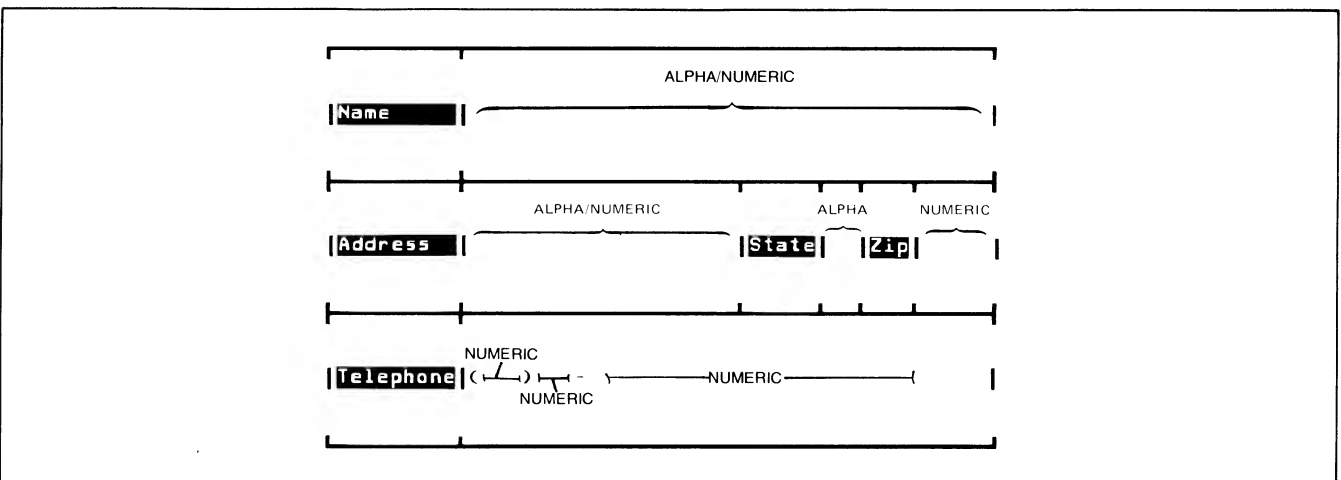 ALPHA/NUMERIC
Name
ALPHA/NUMERIC ALPHA NUMERIC
Address State Zip
NUMERIC
Telephone ( ) - NUMERIC
NUMERIC